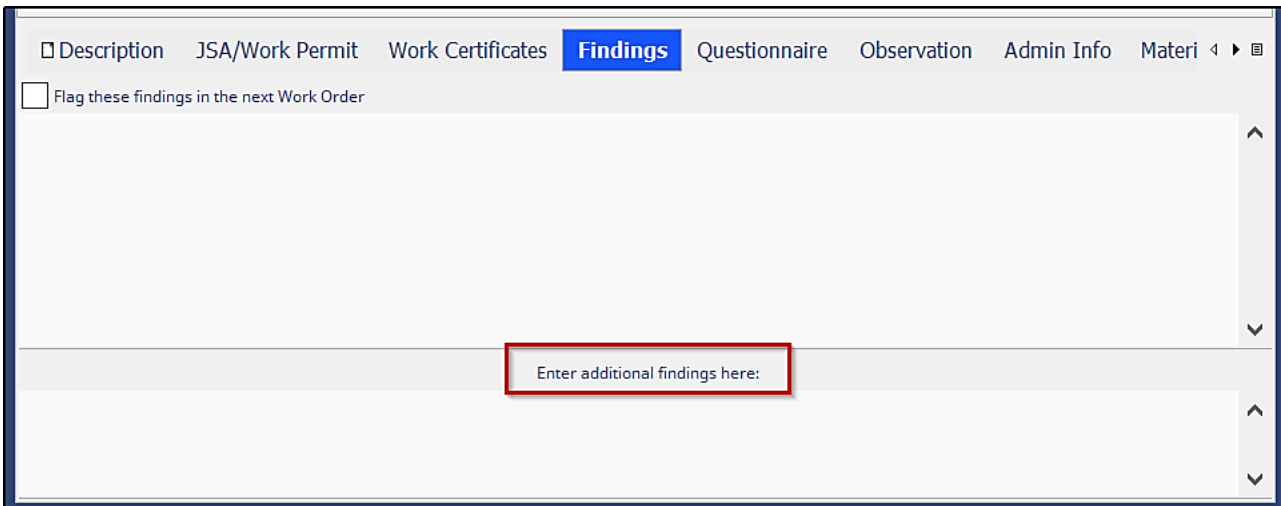 Description JSA/Work Permit Work Certificates Findings Questionnaire Observation Admin Info Materi
Flag these findings in the next Work Order
Enter additional findings here: